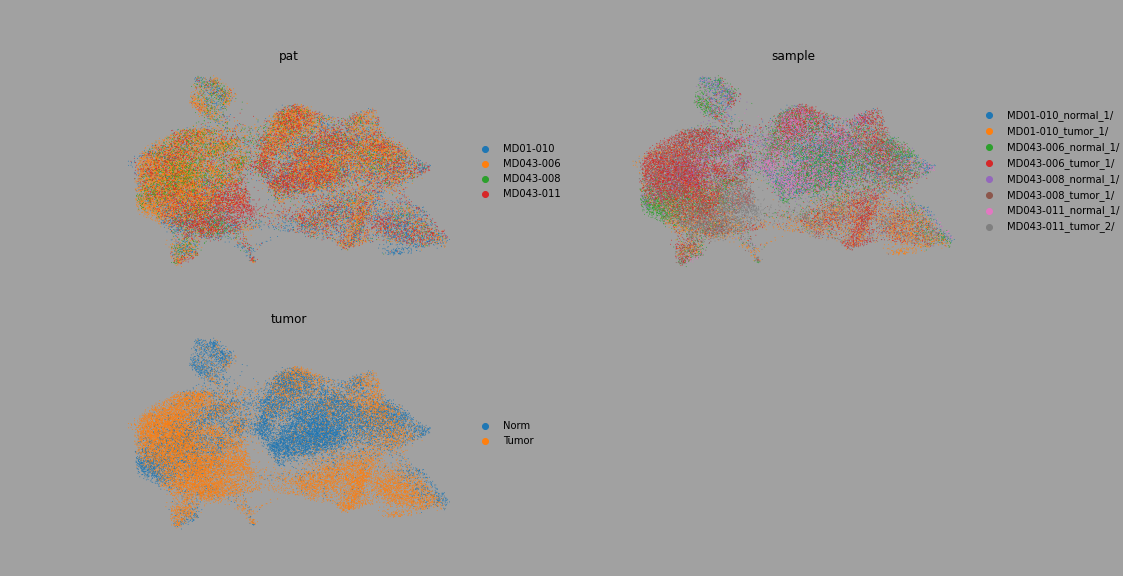 pat
MD01-010
MD043-006
MD043-008
MD043-011
sample
MD01-010_normal_1/
MD01-010_tumor_1/
MD043-006_normal_1/
MD043-006_tumor_1/
MD043-008_normal_1/
MD043-008_tumor_1/
MD043-011_normal_1/
MD043-011_tumor_2/
tumor
Norm
Tumor